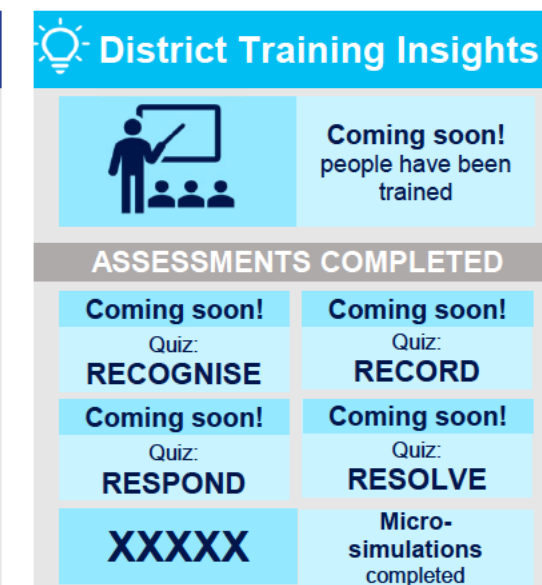 District Training Insights
Coming soon!
people have been
trained
ASSESSMENTS COMPLETED
Coming soon!
Quiz:
RECOGNISE
Coming soon!
Quiz:
RECORD
Coming soon!
Quiz:
RESPOND
Coming soon!
Quiz:
RESOLVE
XXXXX
Micro-
simulations
completed